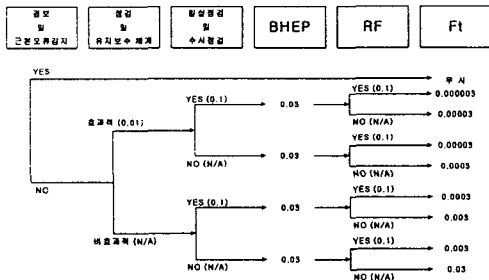 경보 및 근본오류감지
점검 및 유지보수 체계
일상점검 및 수시점검
BHEP
RF
Ft
YES
무 시
YES (0.1)
0.000003
YES (0.1)
0.03
효과적 (0.01)
NO (N/A)
0.00003
YES (0.1)
0.00003
NO (N/A)
0.03
NO (N/A)
0.0003
NO
YES (0.1)
0.0003
YES (0.1)
0.03
NO (N/A)
0.003
비효과적 (N/A)
YES (0.1)
0.003
NO (N/A)
0.03
NO (N/A)
0.03